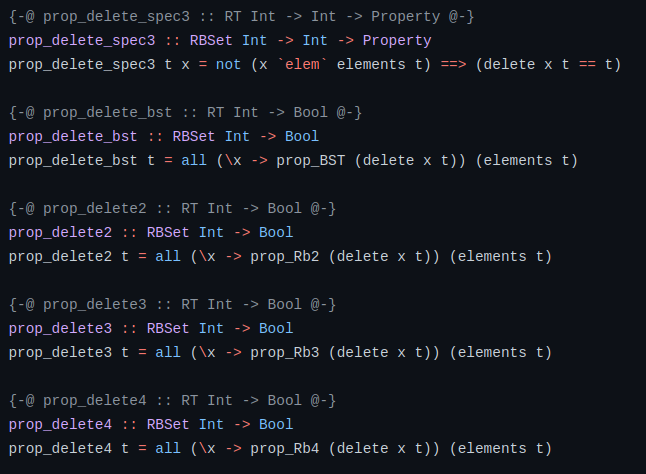 {-@ prop_delete_spec3 :: RT Int -> Int -> Property @-}
prop_delete_spec3 :: RBSet Int -> Int -> Property
prop_delete_spec3 t x = not (x `elem` elements t) ==> (delete x t == t)
{-@ prop_delete_bst :: RT Int -> Bool @-}
prop_delete_bst :: RBSet Int -> Bool
prop_delete_bst t = all (\x -> prop_BST (delete x t)) (elements t)
{-@ prop_delete2 :: RT Int -> Bool @-}
prop_delete2 :: RBSet Int -> Bool
prop_delete2 t = all (\x -> prop_Rb2 (delete x t)) (elements t)
{-@ prop_delete3 :: RT Int -> Bool @-}
prop_delete3 :: RBSet Int -> Bool
prop_delete3 t = all (\x -> prop_Rb3 (delete x t)) (elements t)
{-@ prop_delete4 :: RT Int -> Bool @-}
prop_delete4 :: RBSet Int -> Bool
prop_delete4 t = all (\x -> prop_Rb4 (delete x t)) (elements t)